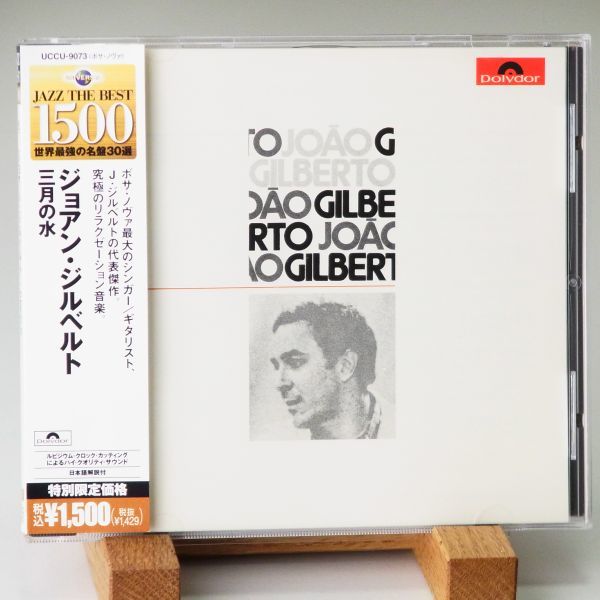 UCCU-9073 (ボサ・ノヴァ)
UNIVERSAL
JAZZ THE BEST
1500
世界最強の名盤30選
ボサ・ノヴァ最大のシンガー/ギタリスト、
J・ジルベルトの代表傑作。
究極のリラクゼーション音楽
ジョアン・ジルベルト
三月の水
Polydor
ルビジウム・クロック・カッティング
によるハイ・クオリティ・サウンド
日本語解説付
特別限定価格
税込¥1,500(税抜¥1,429)
Polydor
TO JOÃO G
GILBERTO
OÃO GILBE
RTO JOÃO
ÃO GILBERT